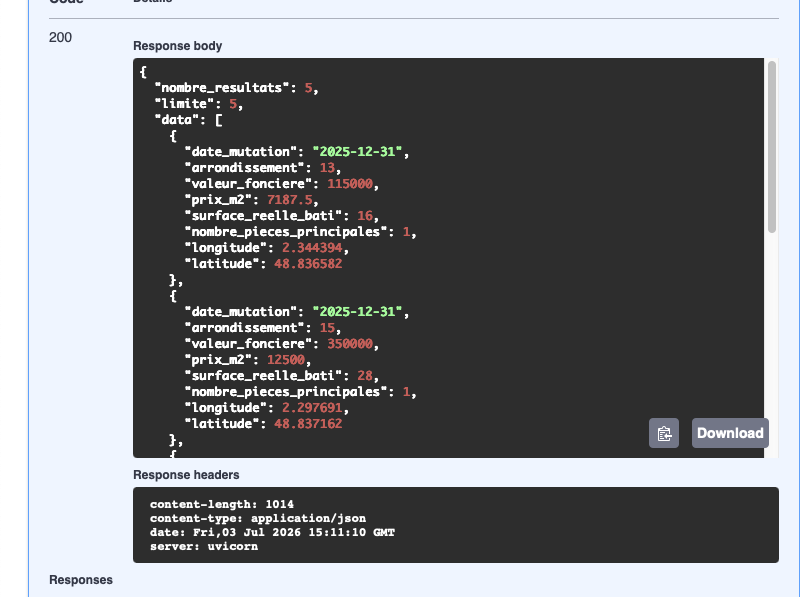 Code Details
200
Response body
{
"nombre_resultats": 5,
"limite": 5,
"data": [
{
"date_mutation": "2025-12-31",
"arrondissement": 13,
"valeur_fonciere": 115000,
"prix_m2": 7187.5,
"surface_reelle_bati": 16,
"nombre_pieces_principales": 1,
"longitude": 2.344394,
"latitude": 48.836582
},
{
"date_mutation": "2025-12-31",
"arrondissement": 15,
"valeur_fonciere": 350000,
"prix_m2": 12500,
"surface_reelle_bati": 28,
"nombre_pieces_principales": 1,
"longitude": 2.297691,
"latitude": 48.837162
},
{
Download
Response headers
content-length: 1014
content-type: application/json
date: Fri,03 Jul 2026 15:11:10 GMT
server: uvicorn
Responses